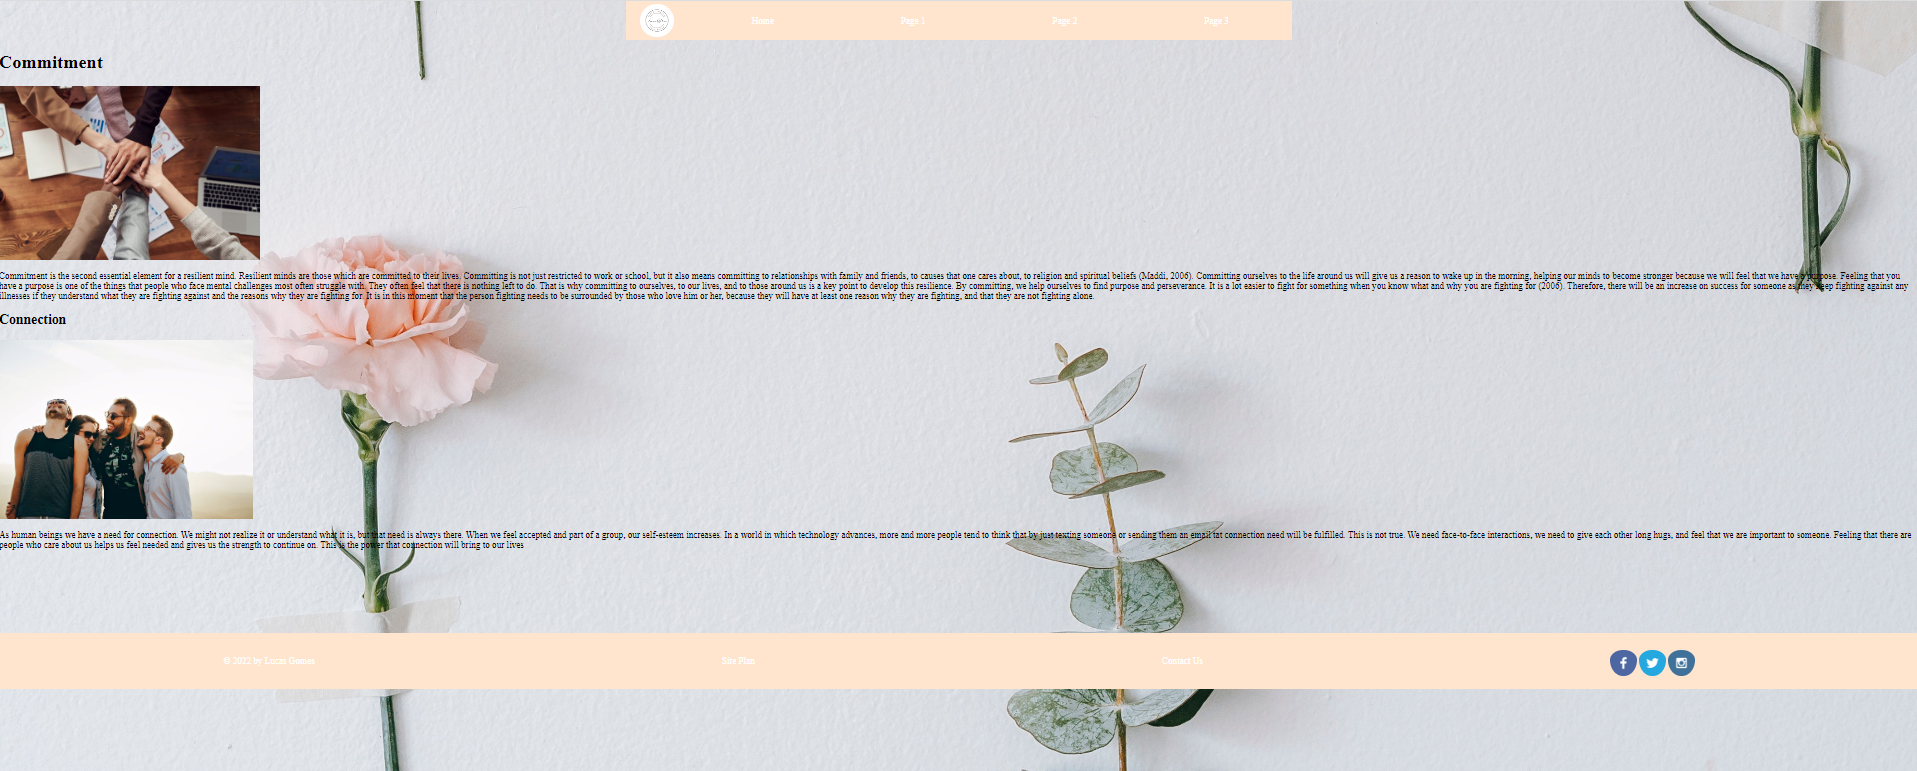 Home Page 1 Page 2 Page 3
Commitment
Commitment is the second essential element for a resilient mind. Resilient minds are those which are committed to their lives. Committing is not just restricted to work or school, but it also means committing to relationships with family and friends, to causes that one cares about, to religion and spiritual beliefs (Maddi, 2006). Committing ourselves to the life around us will give us a reason to wake up in the morning, helping our minds to become stronger because we will feel that we have a purpose. Feeling that you
have a purpose is one of the things that people who face mental challenges most often struggle with. They often feel that there is nothing left to do. That is why committing to ourselves, to our lives, and to those around us is a key point to develop this resilience. By committing, we help ourselves to find purpose and perseverance. It is a lot easier to fight for something when you know what and why you are fighting for (2006). Therefore, there will be an increase on success for someone as they keep fighting against any
illnesses if they understand what they are fighting against and the reasons why they are fighting for. It is in this moment that the person fighting needs to be surrounded by those who love him or her, because they will have at least one reason why they are fighting, and that they are not fighting alone.
Connection
As human beings we have a need for connection. We might not realize it or understand what it is, but that need is always there. When we feel accepted and part of a group, our self-esteem increases. In a world in which technology advances, more and more people tend to think that by just texting someone or sending them an email tat connection need will be fulfilled. This is not true. We need face-to-face interactions, we need to give each other long hugs, and feel that we are important to someone. Feeling that there are
people who care about us helps us feel needed and gives us the strength to continue on. This is the power that connection will bring to our lives
© 2022 by Lucas Gomes Site Plan Contact Us